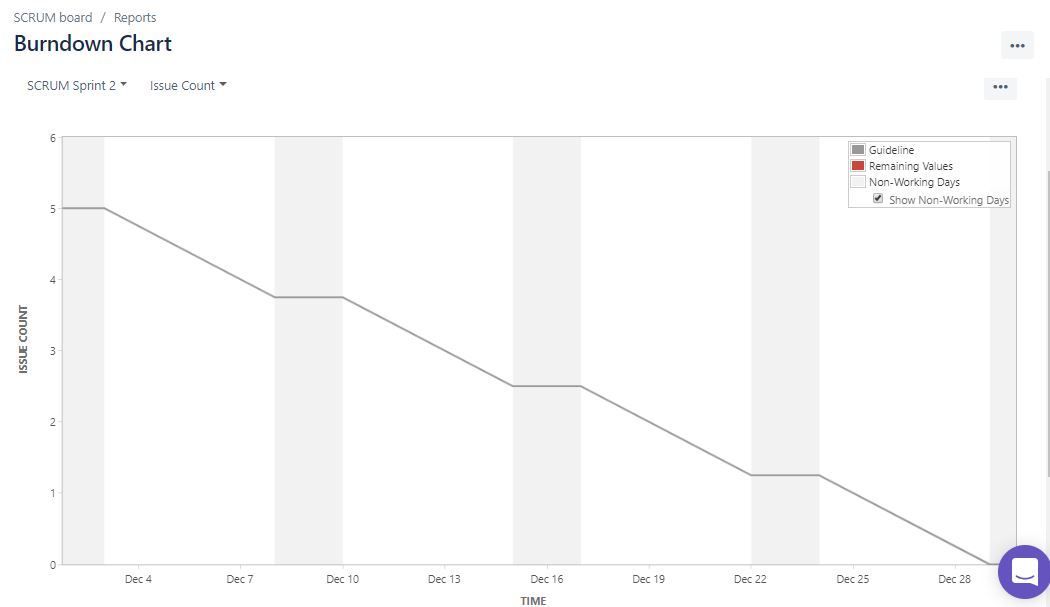 SCRUM board / Reports
Burndown Chart
•••
SCRUM Sprint 2 Issue Count
•••
Guideline
Remaining Values
Non-Working Days
Show Non-Working Days
6
5
4
3
2
1
0
ISSUE COUNT
Dec 4 Dec 7 Dec 10 Dec 13 Dec 16 Dec 19 Dec 22 Dec 25 Dec 28
TIME